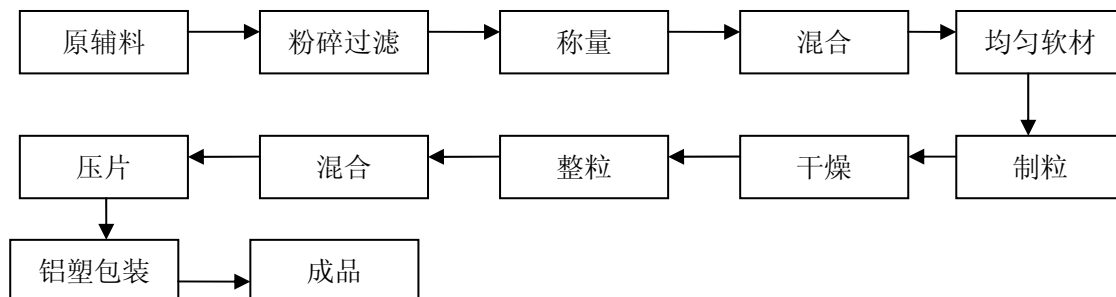 原辅料 粉碎过滤 称量 混合 均匀软材
压片 混合 整粒 干燥 制粒
铝塑包装 成品